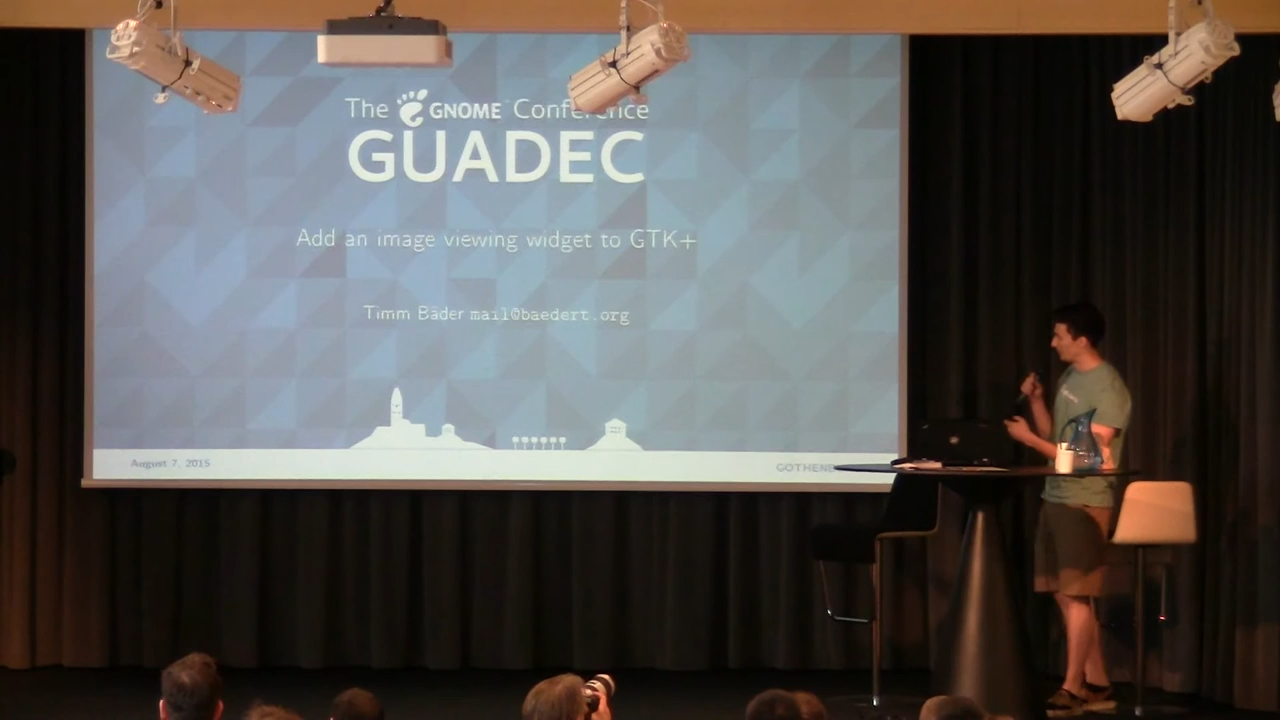 The GNOME Conference
GUADEC
Add an image viewing widget to GTK+
Timm Bäder mail@baedert.org
August 7, 2015